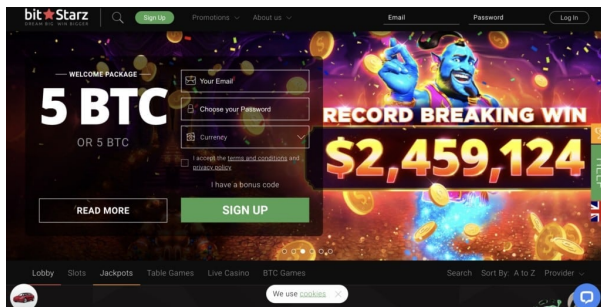 bitStarz
DREAM BIG. WIN BIGGER
Sign Up
Promotions
About us
Email
Password
Log In
WELCOME PACKAGE
5 BTC
OR 5 BTC
READ MORE
Your Email
Choose your Password
Currency
I accept the terms and conditions and
privacy policy
I have a bonus code
SIGN UP
RECORD BREAKING WIN
$2,459,124
HELP
Lobby
Slots
Jackpots
Table Games
Live Casino
BTC Games
Search
Sort By: A to Z
Provider
We use cookies